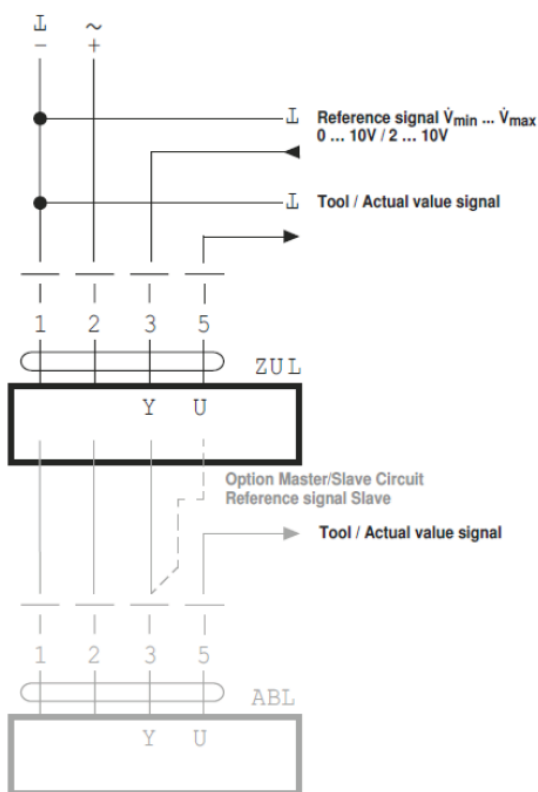 ⊥ ~
− +
⊥ Reference signal V̇min ... V̇max
0 ... 10V / 2 ... 10V
⊥ Tool / Actual value signal
1 2 3 5
ZUL
Y U
Option Master/Slave Circuit
Reference signal Slave
Tool / Actual value signal
1 2 3 5
ABL
Y U